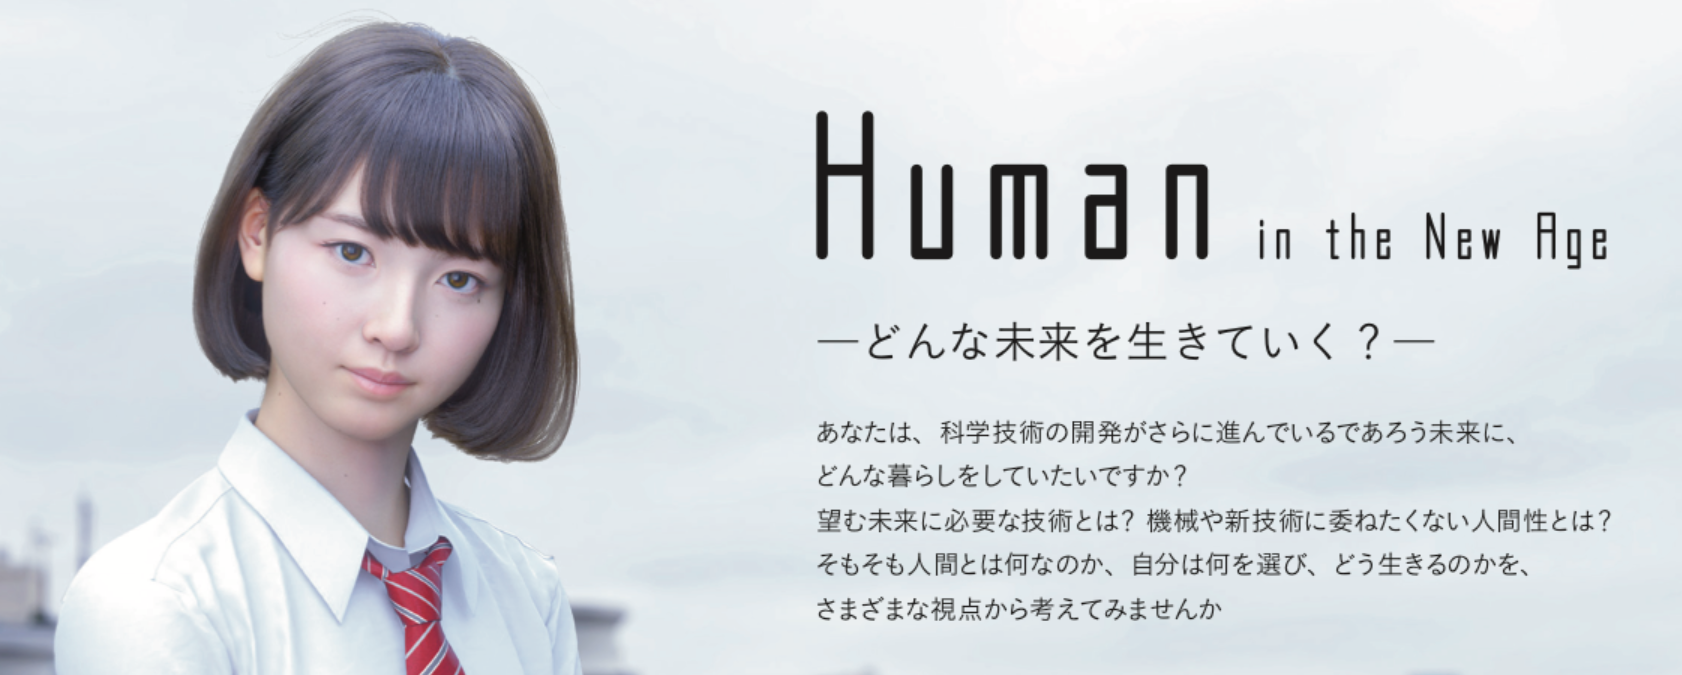 Human in the New Age
―どんな未来を生きていく？―
あなたは、科学技術の開発がさらに進んでいるであろう未来に、
どんな暮らしをしていたいですか？
望む未来に必要な技術とは？機械や新技術に委ねたくない人間性とは？
そもそも人間とは何なのか、自分は何を選び、どう生きるのかを、
さまざまな視点から考えてみませんか